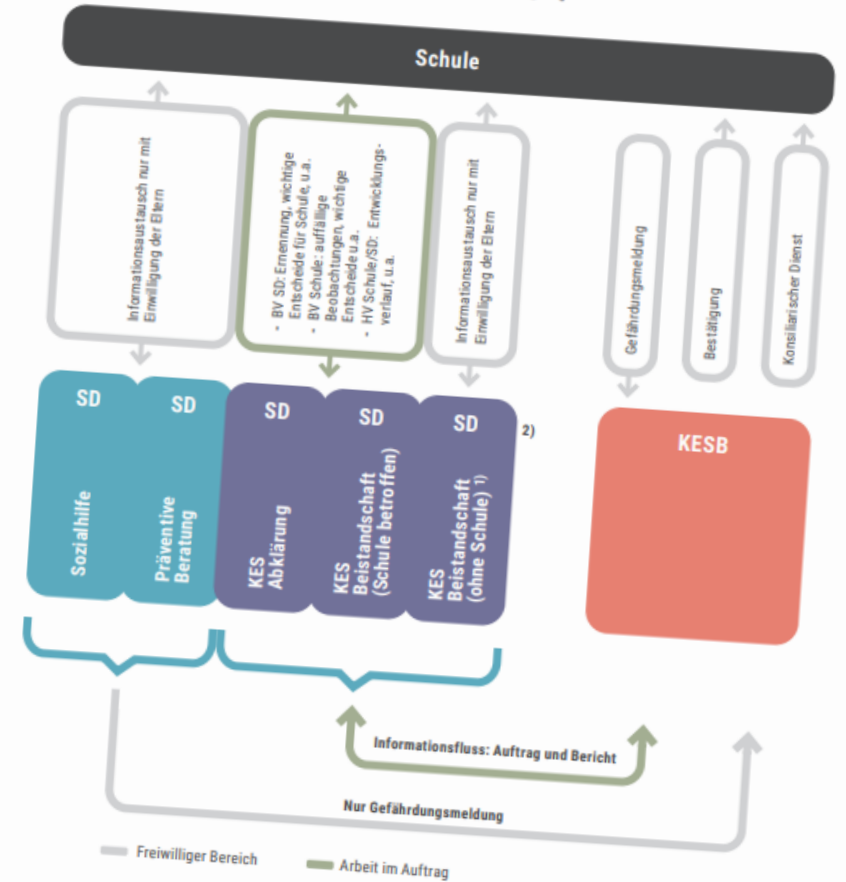 Schule
Informationsaustausch nur mit
Einwilligung der Eltern
- BV SD: Ernennung, wichtige
Entscheide für Schule, u.a.
- BV Schule: auffällige
Beobachtungen, wichtige
Entscheide u.a.
- HV Schule/SD: Entwicklungs-
verlauf, u.a.
Informationsaustausch nur mit
Einwilligung der Eltern
Gefährdungsmeldung
Bestätigung
Konsiliarischer Dienst
SD
Sozialhilfe
SD
Präventive
Beratung
SD
KES
Abklärung
SD
KES
Beistandschaft
(Schule betroffen)
SD
KES
Beistandschaft
(ohne Schule) 1)
2)
KESB
Informationsfluss: Auftrag und Bericht
Nur Gefährdungsmeldung
Freiwilliger Bereich
Arbeit im Auftrag